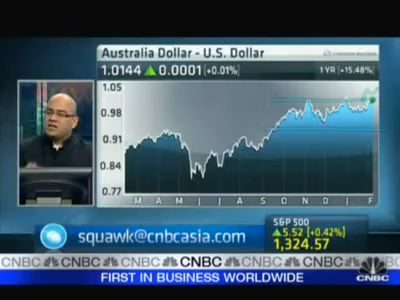 Australia Dollar - U.S. Dollar
1.0144 0.0001 [+0.01%]
1 YR [+15.48%]
1.05
0.98
0.91
0.84
0.77
M A M J J A S O N D J F
squawk@cnbcasia.com
S&P 500
5.52 [+0.42%]
1,324.57
CNBC CNBC CNBC CNBC CNBC CNBC CNBC
FIRST IN BUSINESS WORLDWIDE
CNBC